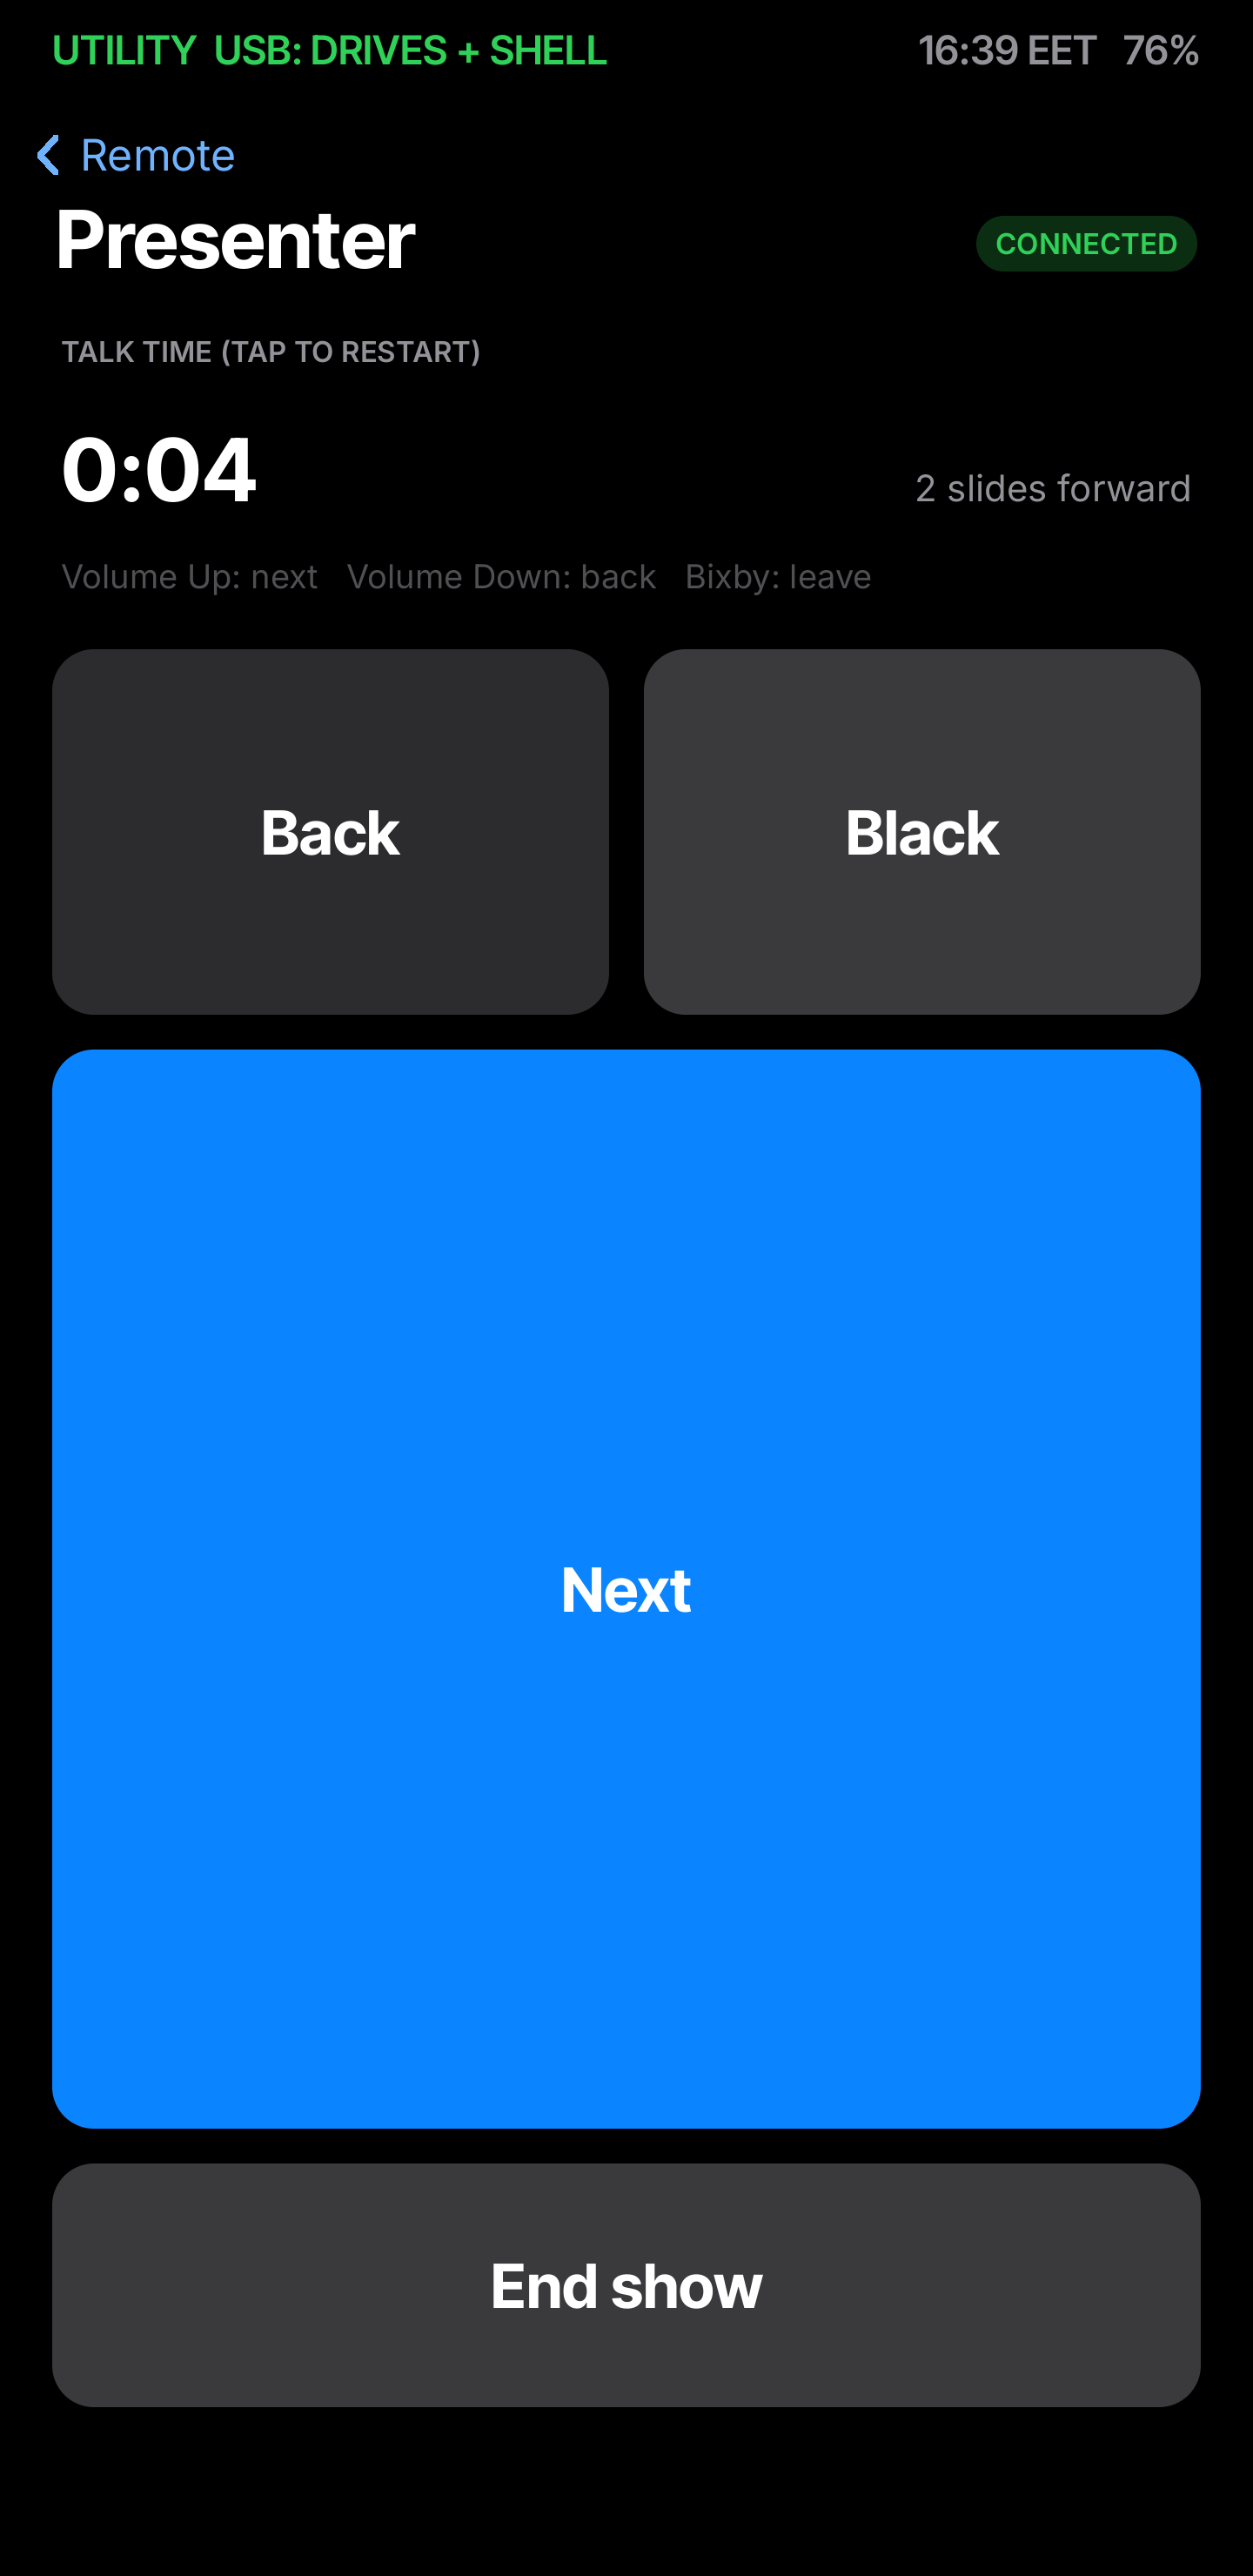 UTILITY USB: DRIVES + SHELL 16:39 EET 76%
Remote
Presenter CONNECTED
TALK TIME (TAP TO RESTART)
0:04 2 slides forward
Volume Up: next Volume Down: back Bixby: leave
Back Black
Next
End show